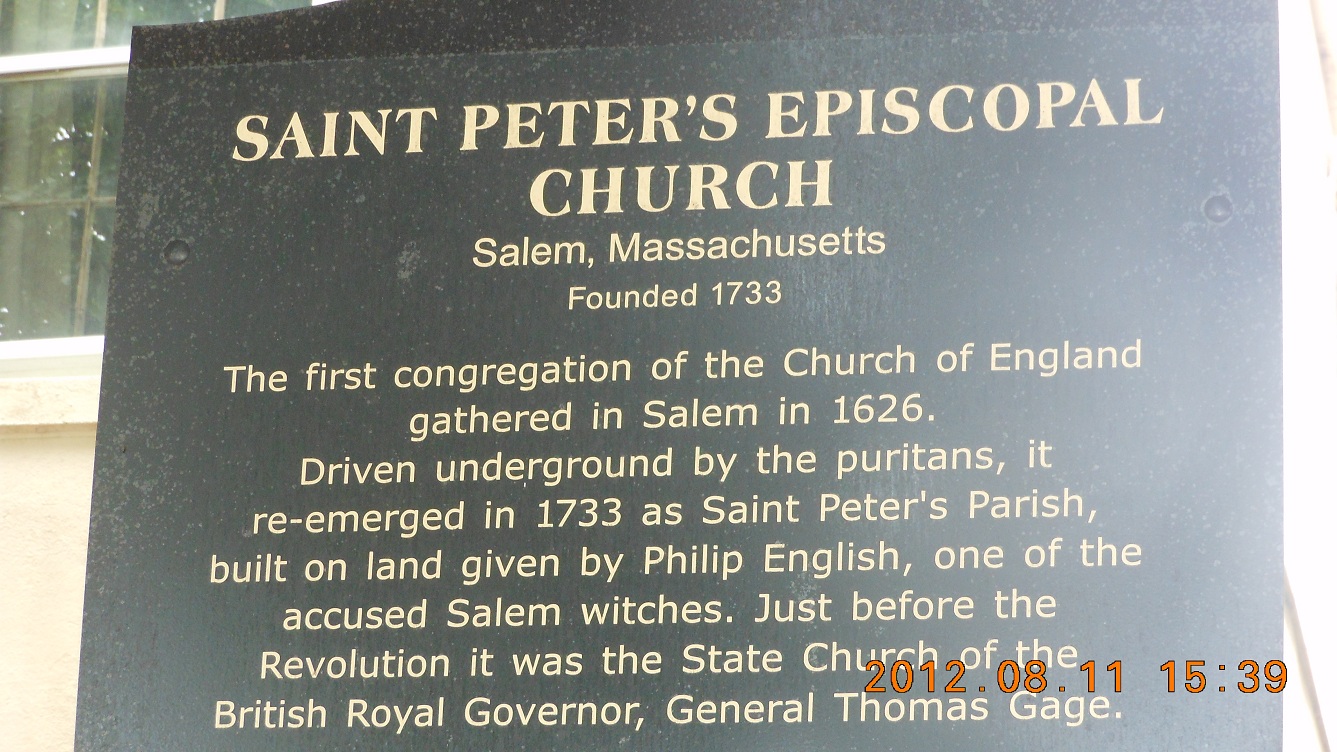 SAINT PETER'S EPISCOPAL
CHURCH
Salem, Massachusetts
Founded 1733
The first congregation of the Church of England
gathered in Salem in 1626.
Driven underground by the puritans, it
re-emerged in 1733 as Saint Peter's Parish,
built on land given by Philip English, one of the
accused Salem witches. Just before the
Revolution it was the State Church of the
British Royal Governor, General Thomas Gage.
2012.08.11 15:39